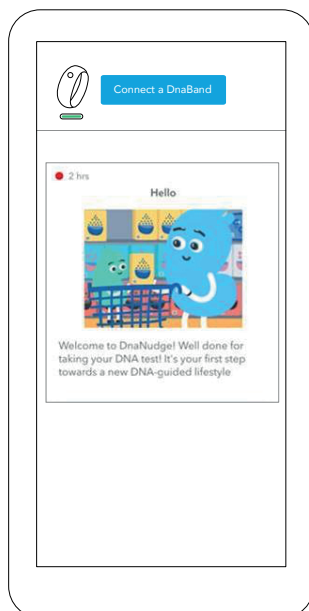 Connect a DnaBand
2 hrs
Hello
Welcome to DnaNudge! Well done for
taking your DNA test! It's your first step
towards a new DNA-guided lifestyle